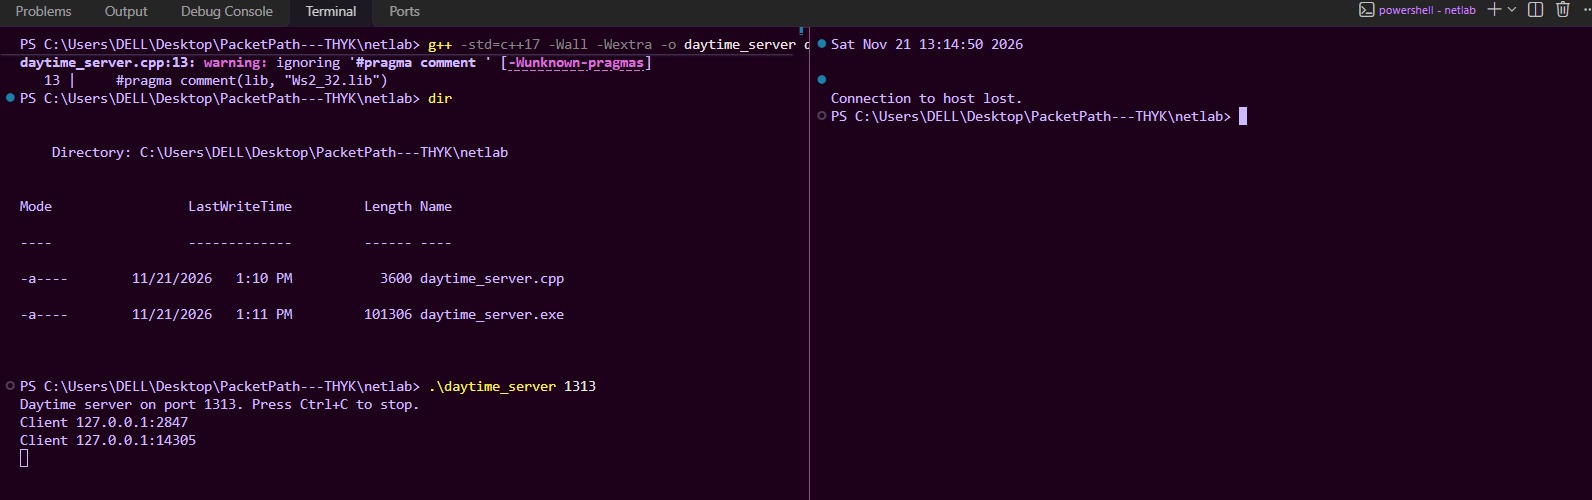 Problems Output Debug Console Terminal Ports powershell - netlab
PS C:\Users\DELL\Desktop\PacketPath---THYK\netlab> g++ -std=c++17 -Wall -Wextra -o daytime_server
daytime_server.cpp:13: warning: ignoring '#pragma comment ' [-Wunknown-pragmas]
13 | #pragma comment(lib, "Ws2_32.lib")
PS C:\Users\DELL\Desktop\PacketPath---THYK\netlab> dir
Directory: C:\Users\DELL\Desktop\PacketPath---THYK\netlab
Mode LastWriteTime Length Name
---- ------------- ------ ----
-a---- 11/21/2026 1:10 PM 3600 daytime_server.cpp
-a---- 11/21/2026 1:11 PM 101306 daytime_server.exe
PS C:\Users\DELL\Desktop\PacketPath---THYK\netlab> .\daytime_server 1313
Daytime server on port 1313. Press Ctrl+C to stop.
Client 127.0.0.1:2847
Client 127.0.0.1:14305
Sat Nov 21 13:14:50 2026
Connection to host lost.
PS C:\Users\DELL\Desktop\PacketPath---THYK\netlab>